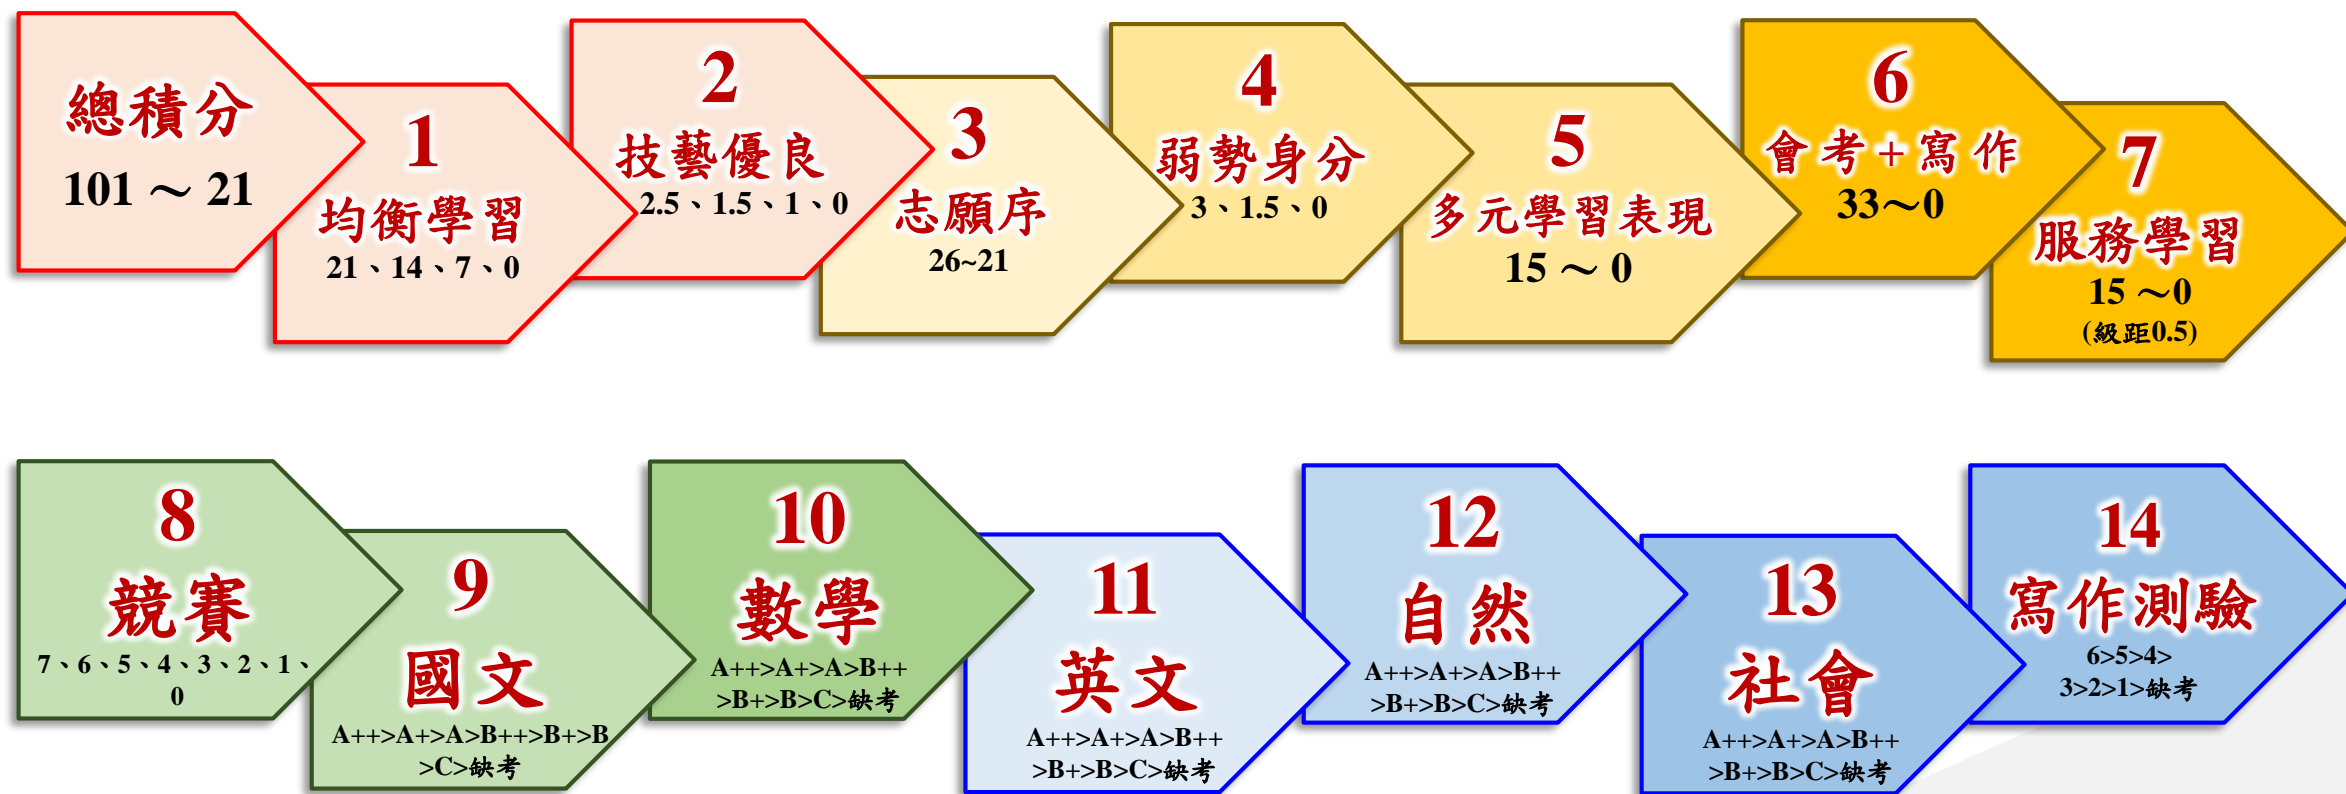 總積分
101 ～ 21
1
均衡學習
21、14、7、0
2
技藝優良
2.5、1.5、1、0
3
志願序
26~21
4
弱勢身分
3、1.5、0
5
多元學習表現
15 ～ 0
6
會考+寫作
33～0
7
服務學習
15 ～0
(級距0.5)
8
競賽
7、6、5、4、3、2、1、
0
9
國文
A++>A+>A>B++>B+>B
>C>缺考
10
數學
A++>A+>A>B++
>B+>B>C>缺考
11
英文
A++>A+>A>B++
>B+>B>C>缺考
12
自然
A++>A+>A>B++
>B+>B>C>缺考
13
社會
A++>A+>A>B++
>B+>B>C>缺考
14
寫作測驗
6>5>4>
3>2>1>缺考